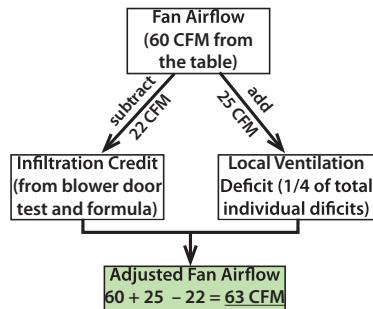 Fan Airflow
(60 CFM from
the table)
subtract
22 CFM
add
25 CFM
Infiltration Credit
(from blower door
test and formula)
Local Ventilation
Deficit (1/4 of total
individual dificits)
Adjusted Fan Airflow
60 + 25 – 22 = 63 CFM